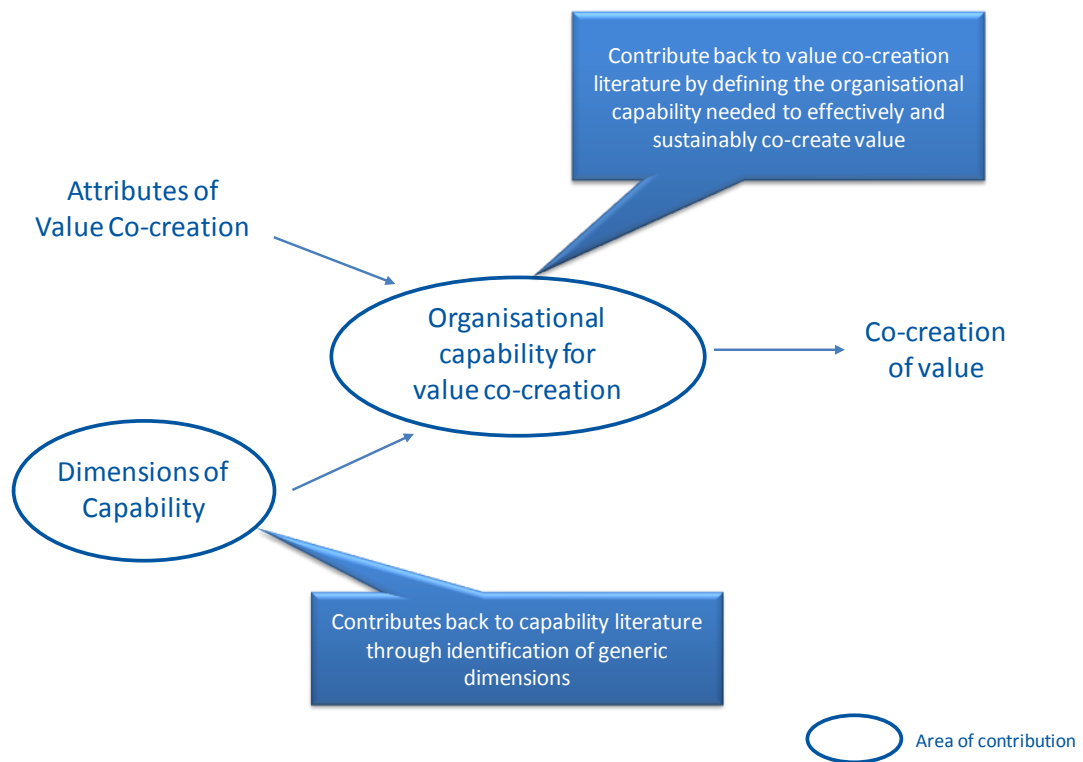 Contribute back to value co-creation
literature by defining the organisational
capability needed to effectively and
sustainably co-create value
Attributes of
Value Co-creation
Organisational
capability for
value co-creation
Co-creation
of value
Dimensions of
Capability
Contributes back to capability literature
through identification of generic
dimensions
Area of contribution